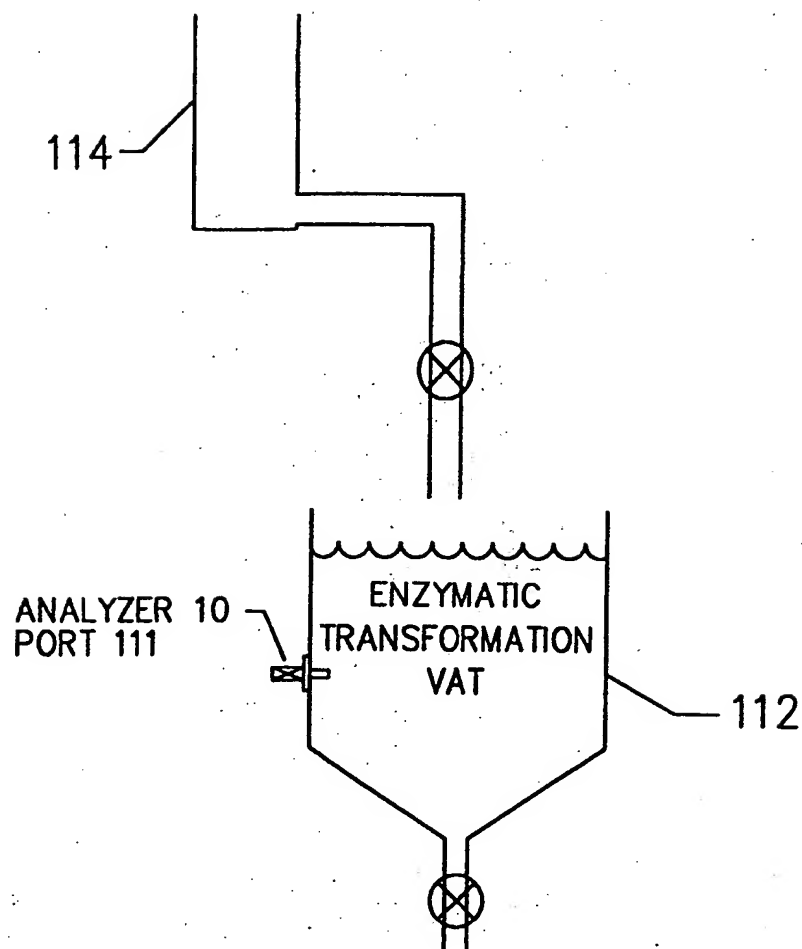 114
ENZYMATIC
TRANSFORMATION
VAT
ANALYZER 10
PORT 111
112